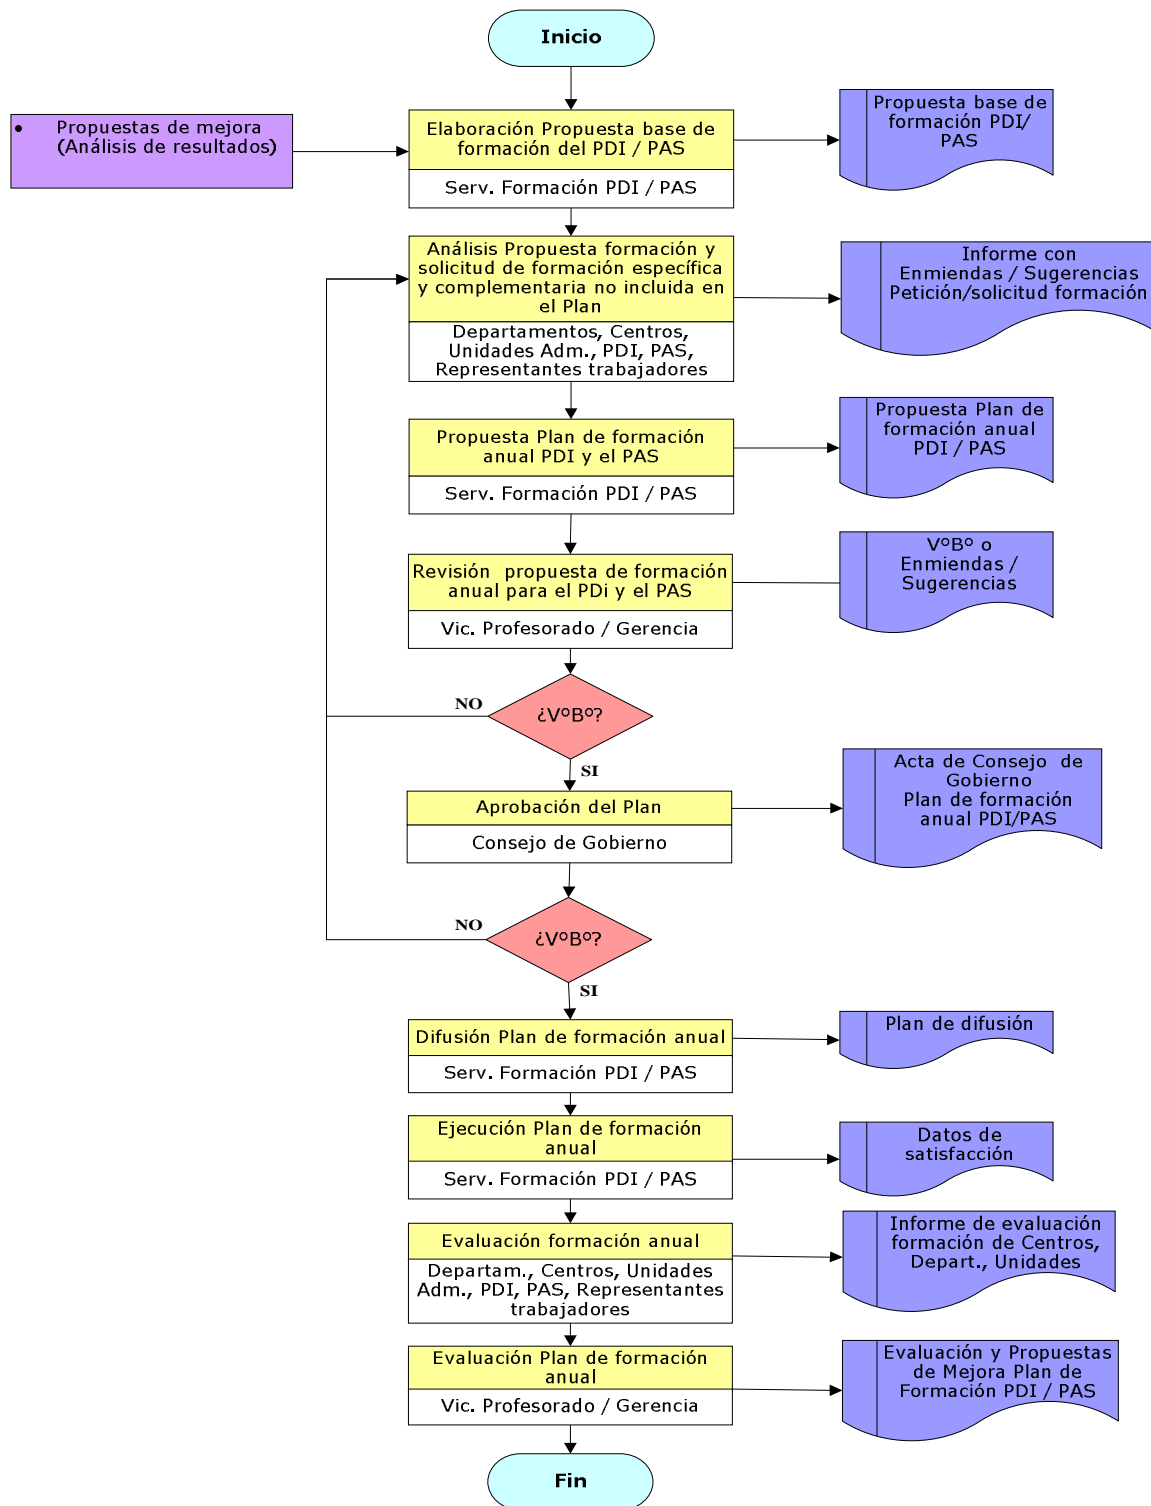 Inicio
• Propuestas de mejora
(Análisis de resultados)
Elaboración Propuesta base de
formación del PDI / PAS
Serv. Formación PDI / PAS
Propuesta base de
formación PDI/
PAS
Análisis Propuesta formación y
solicitud de formación específica
y complementaria no incluida en
el Plan
Departamentos, Centros,
Unidades Adm., PDI, PAS,
Representantes trabajadores
Informe con
Enmiendas / Sugerencias
Petición/solicitud formación
Propuesta Plan de formación
anual PDI y el PAS
Serv. Formación PDI / PAS
Propuesta Plan de
formación anual
PDI / PAS
Revisión propuesta de formación
anual para el PDi y el PAS
Vic. Profesorado / Gerencia
VºBº o
Enmiendas /
Sugerencias
NO
¿VºBº?
SI
Aprobación del Plan
Consejo de Gobierno
Acta de Consejo de
Gobierno
Plan de formación
anual PDI/PAS
NO
¿VºBº?
SI
Difusión Plan de formación anual
Serv. Formación PDI / PAS
Plan de difusión
Ejecución Plan de formación
anual
Serv. Formación PDI / PAS
Datos de
satisfacción
Evaluación formación anual
Departam., Centros, Unidades
Adm., PDI, PAS, Representantes
trabajadores
Informe de evaluación
formación de Centros,
Depart., Unidades
Evaluación Plan de formación
anual
Vic. Profesorado / Gerencia
Evaluación y Propuestas
de Mejora Plan de
Formación PDI / PAS
Fin